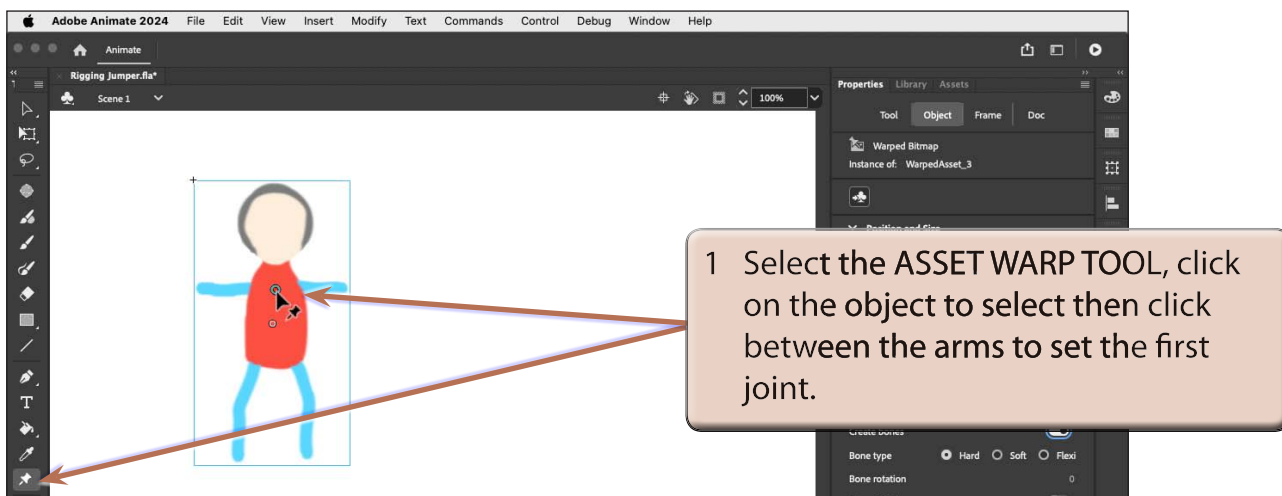 Adobe Animate 2024 File Edit View Insert Modify Text Commands Control Debug Window Help
Animate
Rigging Jumper.fla*
Scene 1
100%
Properties Library Assets
Tool Object Frame Doc
Warped Bitmap
Instance of: WarpedAsset_3
Position and Size
1 Select the ASSET WARP TOOL, click
on the object to select then click
between the arms to set the first
joint.
Create bones
Bone type Hard Soft Flexi
Bone rotation 0